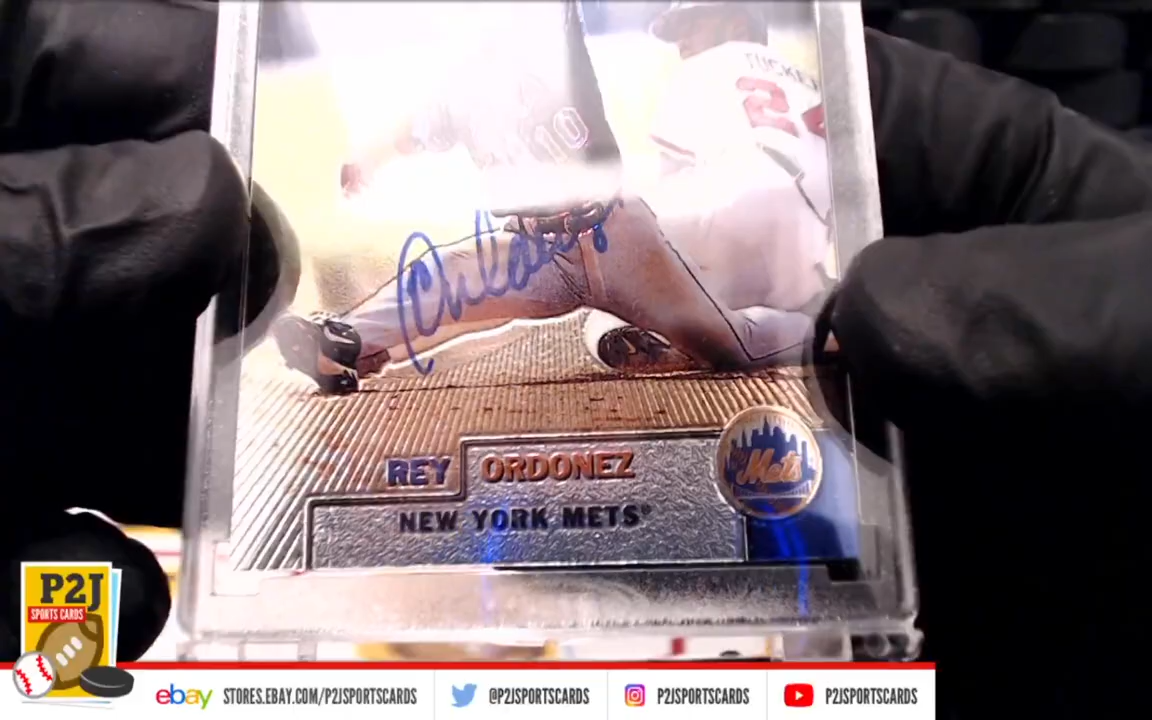 TUCKER
24
10
REY ORDONEZ
Mets
NEW YORK METS®
P2J
SPORTS CARDS
ebay STORES.EBAY.COM/P2JSPORTSCARDS
@P2JSPORTSCARDS
P2JSPORTSCARDS
P2JSPORTSCARDS